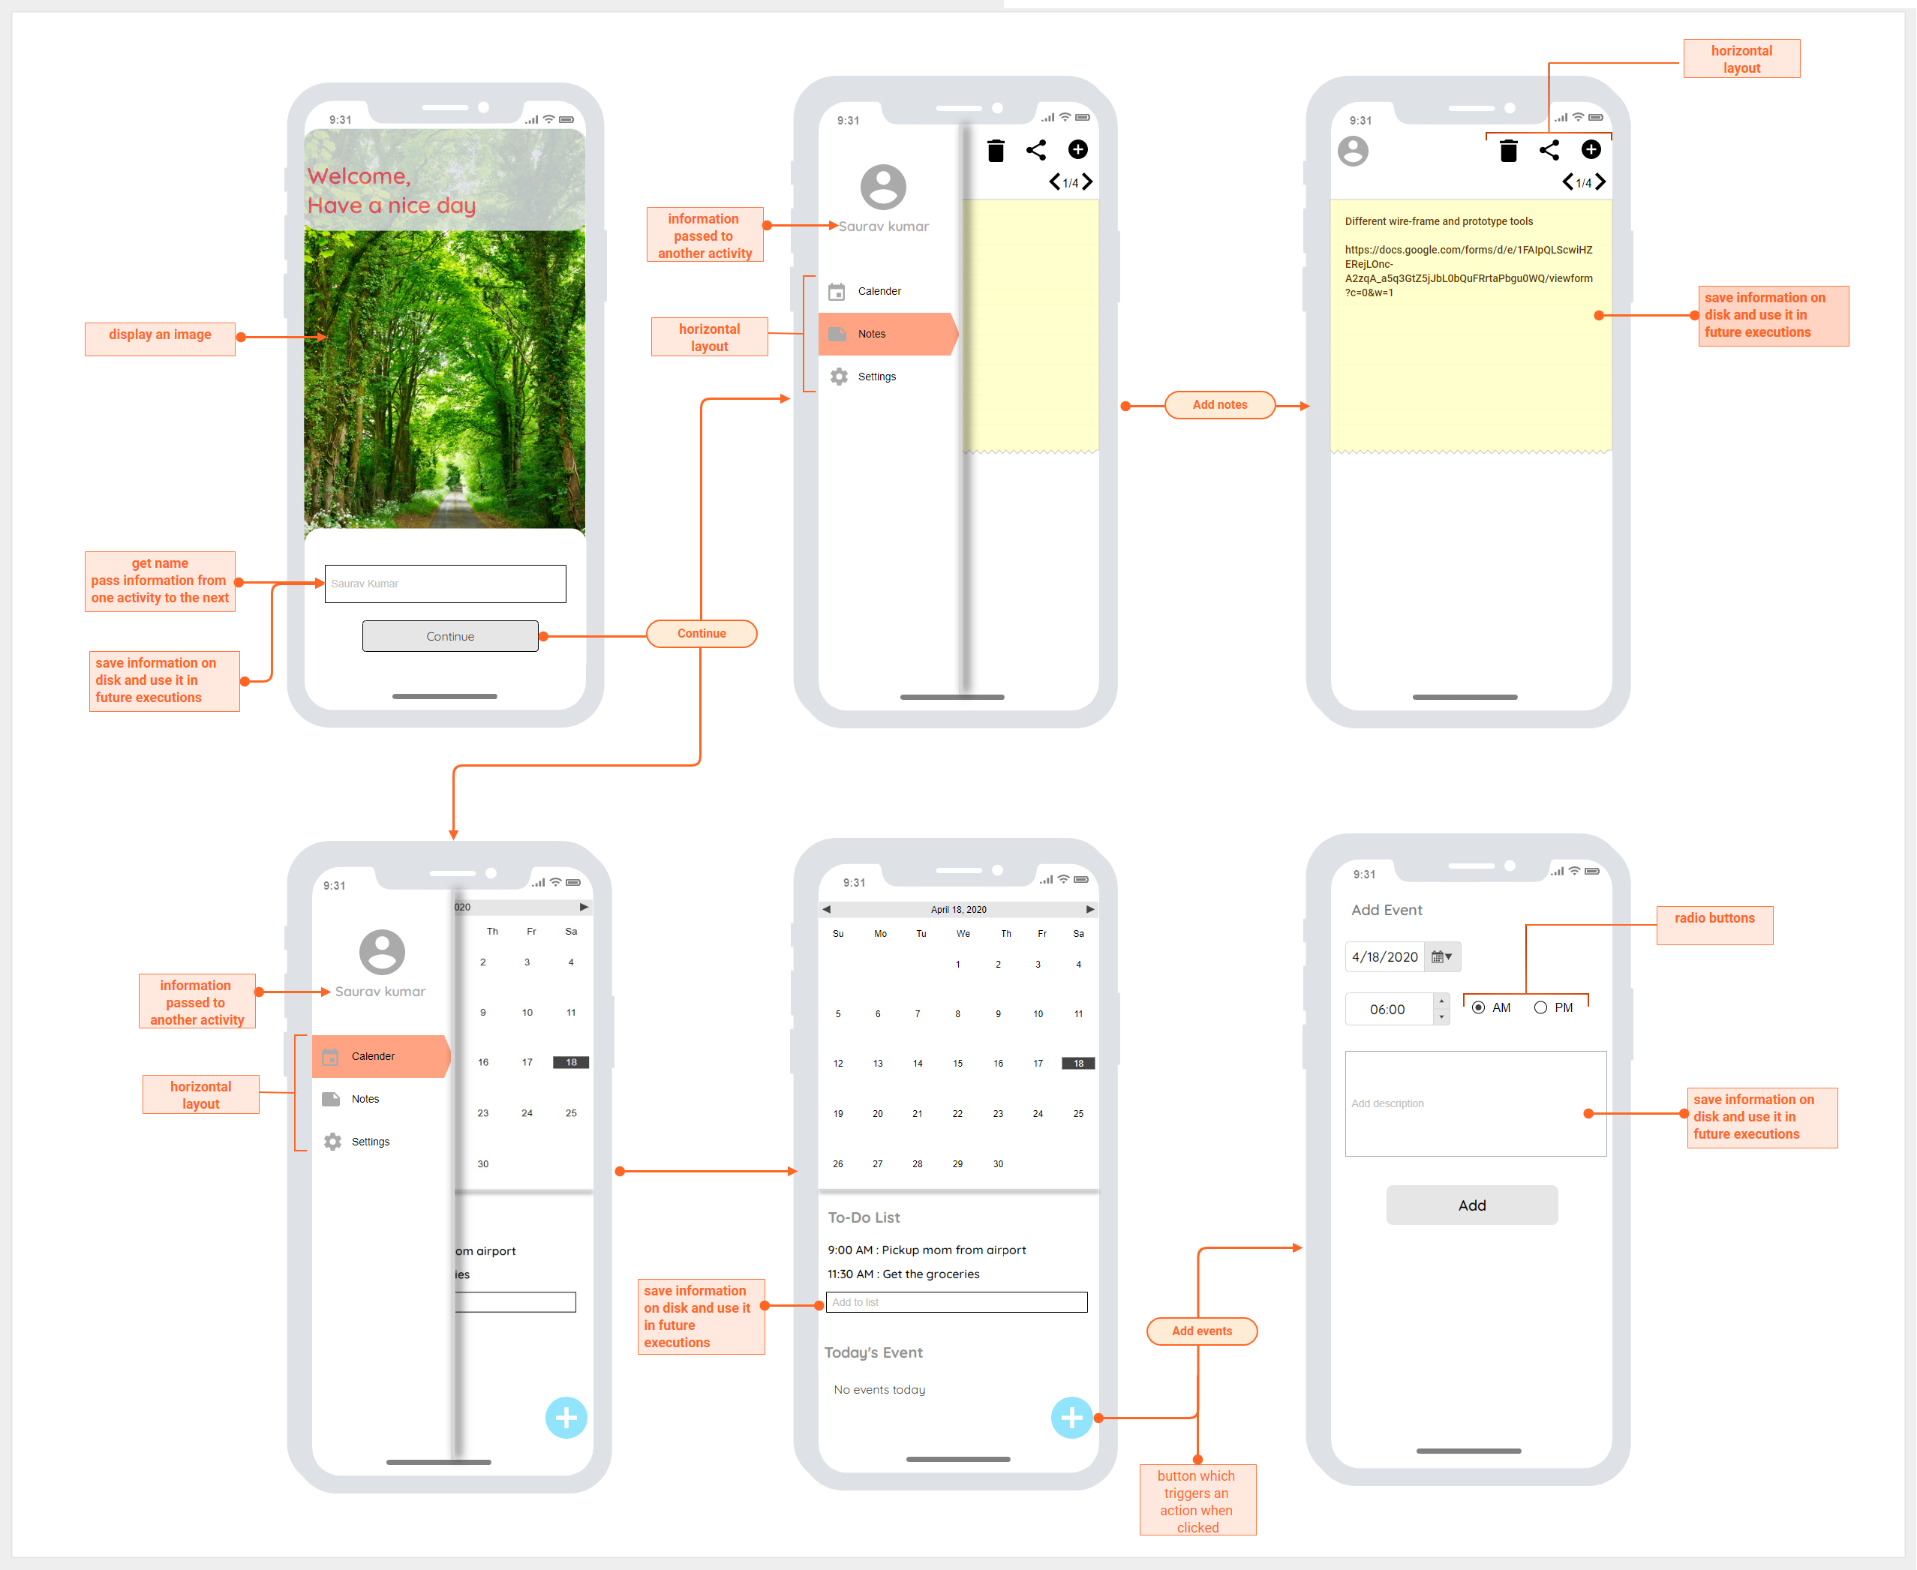 horizontal
layout
9:31
Welcome,
Have a nice day
display an image
get name
pass information from
one activity to the next
Saurav Kumar
Continue
save information on
disk and use it in
future executions
Continue
9:31
1/4
information
passed to
another activity
Saurav kumar
Calender
horizontal
layout
Notes
Settings
Add notes
9:31
1/4
Different wire-frame and prototype tools
https://docs.google.com/forms/d/e/1FAIpQLScwiHZ
ERejLOnc-
A2zqA_a5q3GtZ5jJbL0bQuFRrtaPbgu0WQ/viewform
?c=0&w=1
save information on
disk and use it in
future executions
9:31
020
Th Fr Sa
2 3 4
9 10 11
16 17 18
23 24 25
30
information
passed to
another activity
Saurav kumar
Calender
horizontal
layout
Notes
Settings
om airport
ies
9:31
April 18, 2020
Su Mo Tu We Th Fr Sa
1 2 3 4
5 6 7 8 9 10 11
12 13 14 15 16 17 18
19 20 21 22 23 24 25
26 27 28 29 30
To-Do List
9:00 AM : Pickup mom from airport
11:30 AM : Get the groceries
Add to list
save information
on disk and use it
in future
executions
Today's Event
No events today
Add events
button which
triggers an
action when
clicked
9:31
Add Event
radio buttons
4/18/2020
06:00 AM PM
Add description
save information on
disk and use it in
future executions
Add